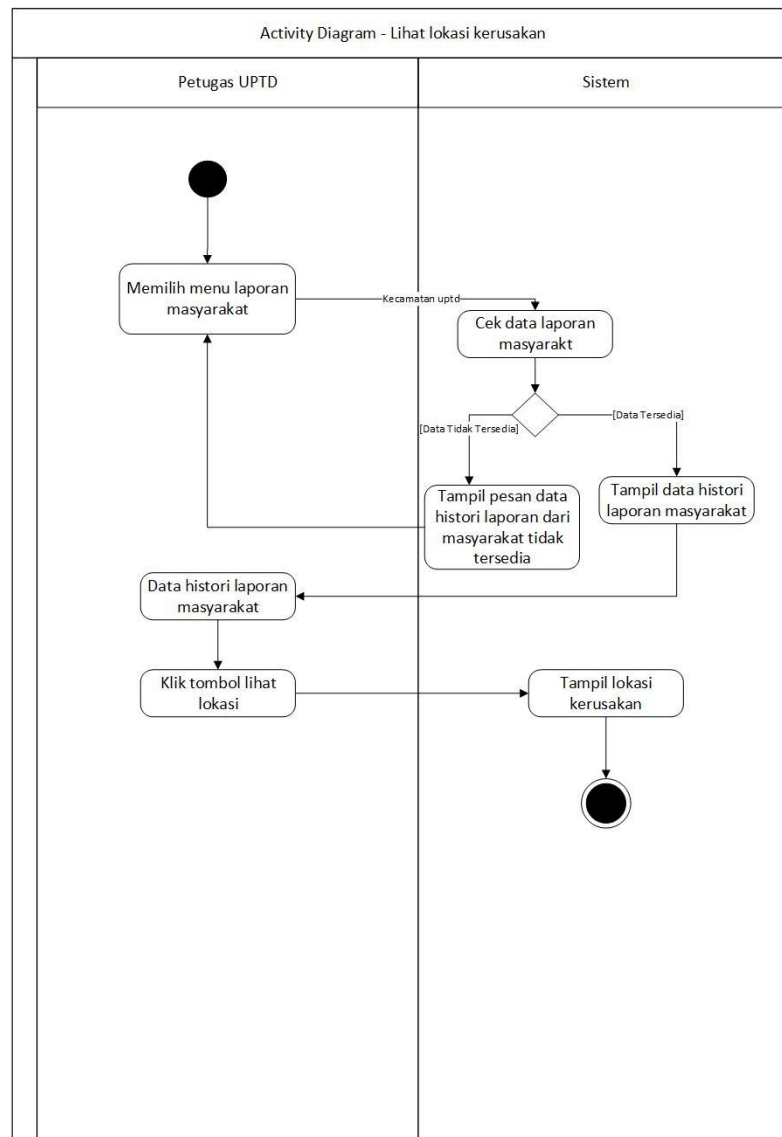 Activity Diagram - Lihat lokasi kerusakan
Petugas UPTD
Sistem
Memilih menu laporan
masyarakat
Kecamatan uptd
Cek data laporan
masyarakt
[Data Tidak Tersedia]
[Data Tersedia]
Tampil pesan data
histori laporan dari
masyarakat tidak
tersedia
Tampil data histori
laporan masyarakat
Data histori laporan
masyarakat
Klik tombol lihat
lokasi
Tampil lokasi
kerusakan